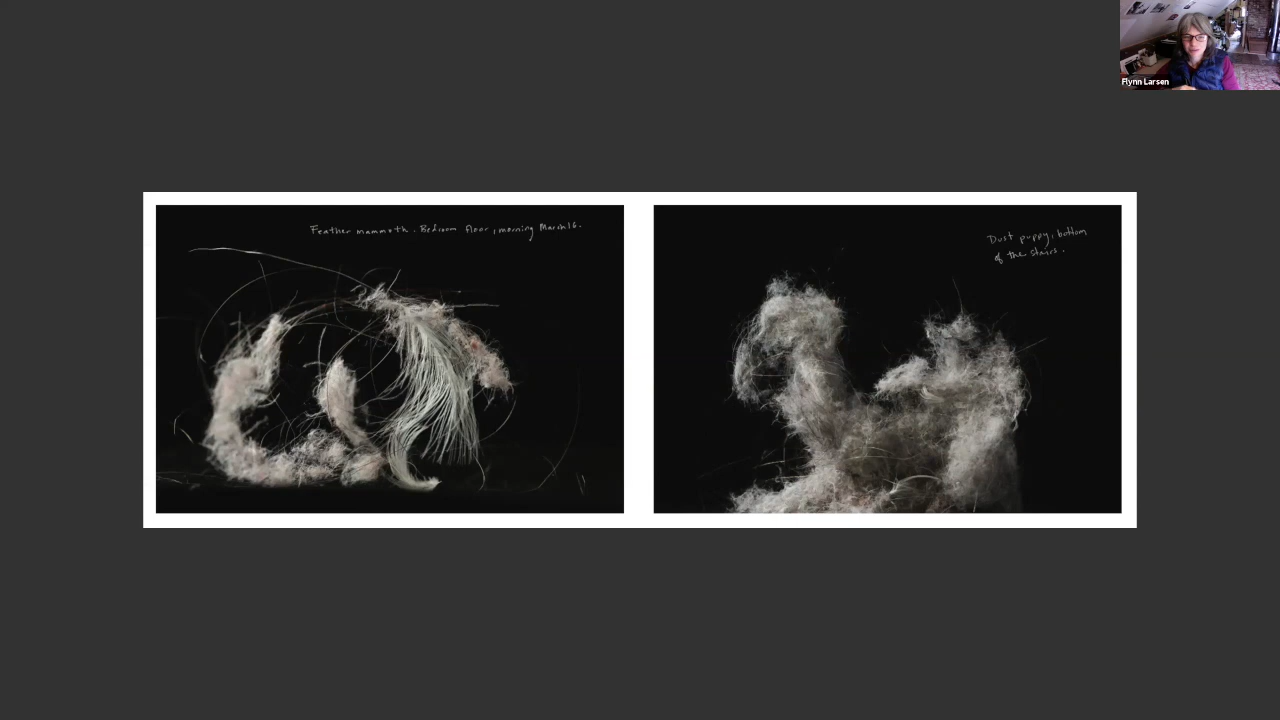 Flynn Larsen
Feather mammoth. Bedroom floor, morning March 16.
Dust puppy, bottom
of the stairs.